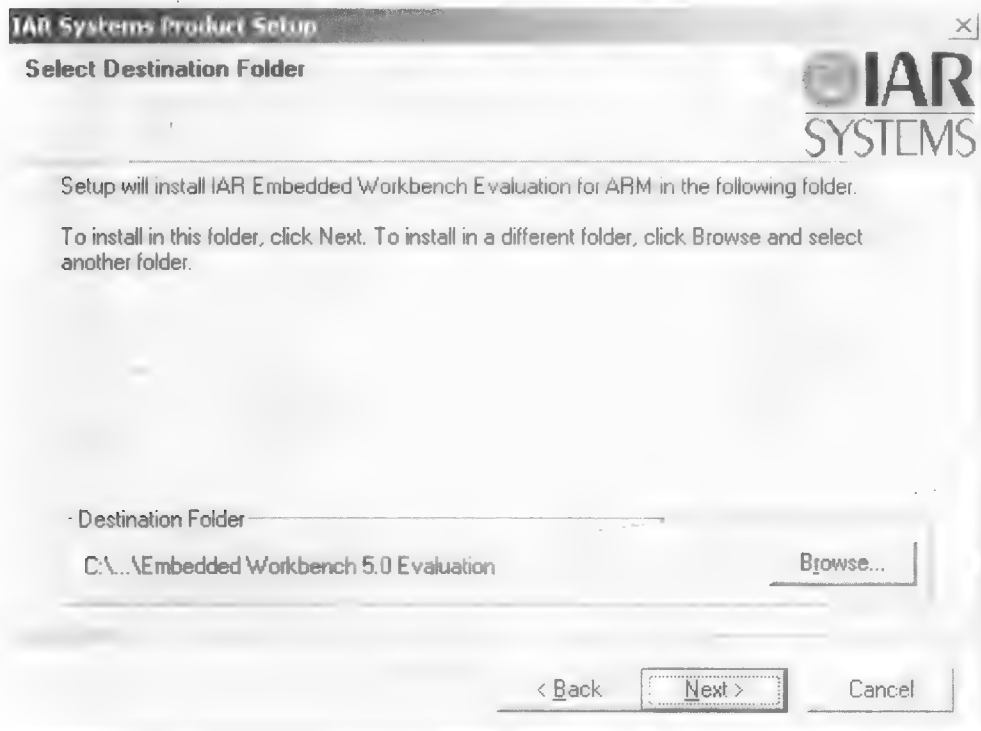 IAR Systems Product Setup
Select Destination Folder
IAR
SYSTEMS
Setup will install IAR Embedded Workbench Evaluation for ARM in the following folder.
To install in this folder, click Next. To install in a different folder, click Browse and select
another folder.
Destination Folder
C:\...\Embedded Workbench 5.0 Evaluation
Browse...
< Back
Next >
Cancel